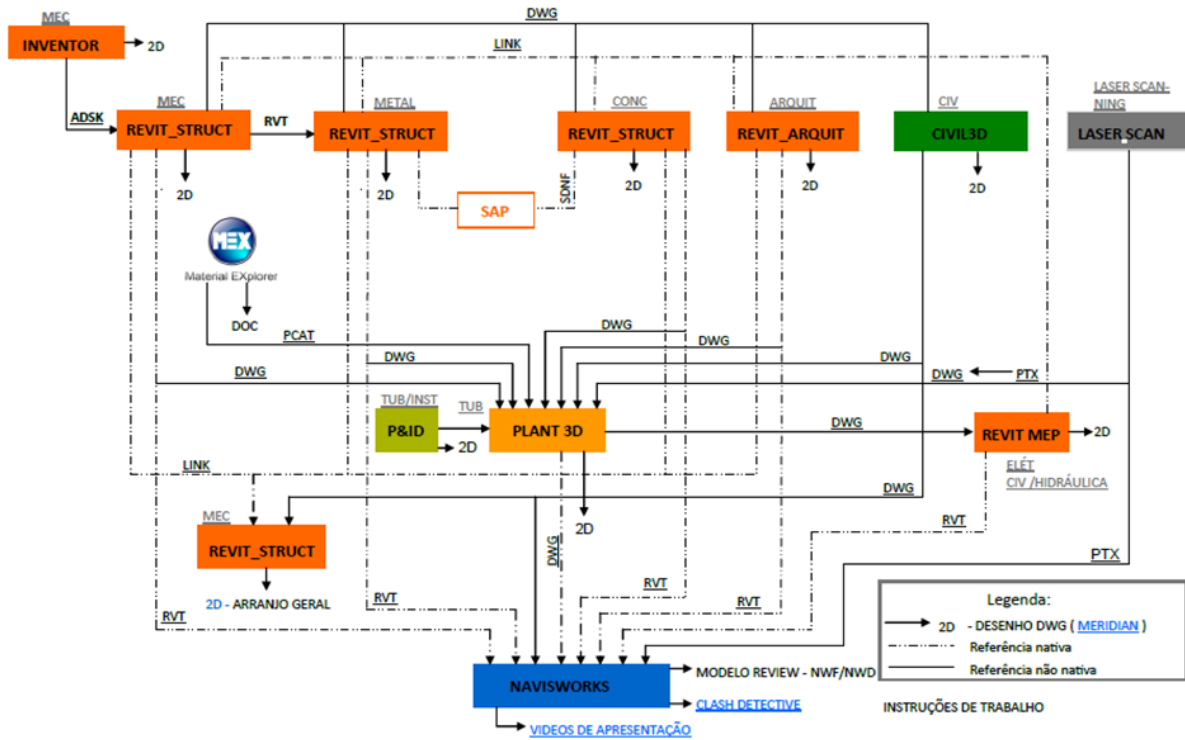 MEC
DWG
INVENTOR
2D
LINK
LASER SCAN-
NING
MEC
METAL
CONC
ARQUIT
CIV
ADSK
REVIT_STRUCT
RVT
REVIT_STRUCT
REVIT_STRUCT
REVIT_ARQUIT
CIVIL3D
LASER SCAN
2D
2D
SDNF
2D
2D
2D
SAP
MEX
Material EXplorer
DOC
PCAT
DWG
DWG
DWG
DWG
DWG
DWG
PTX
TUB/INST
TUB
P&ID
2D
PLANT 3D
DWG
REVIT MEP
2D
ELÉT
CIV /HIDRÁULICA
LINK
DWG
MEC
2D
RVT
REVIT_STRUCT
DWG
PTX
2D - ARRANJO GERAL
RVT
RVT
RVT
RVT
Legenda:
2D - DESENHO DWG ( MERIDIAN )
Referência nativa
Referência não nativa
NAVISWORKS
MODELO REVIEW - NWF/NWD
CLASH DETECTIVE
INSTRUÇÕES DE TRABALHO
VIDEOS DE APRESENTAÇÃO